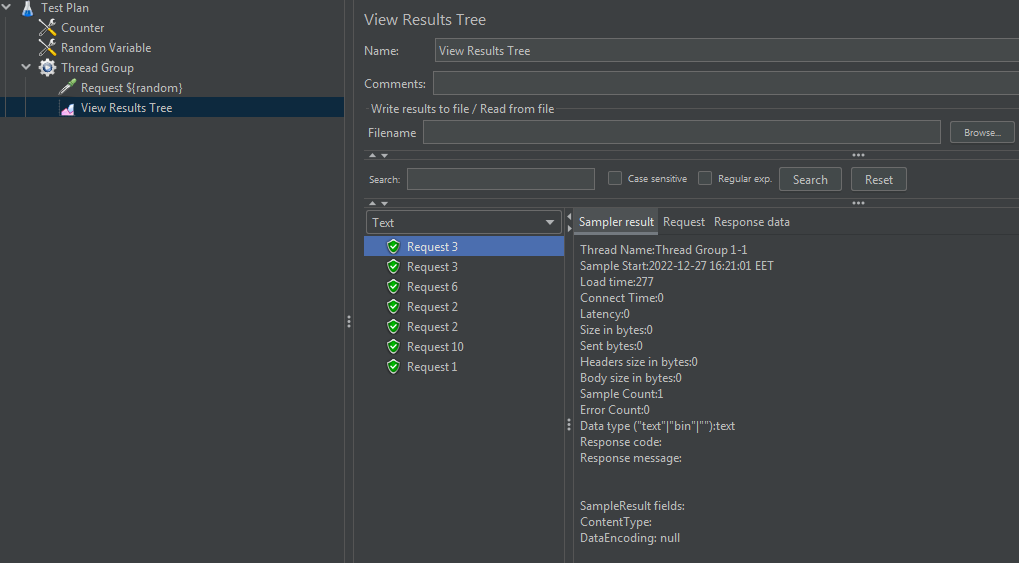 Test Plan
Counter
Random Variable
Thread Group
Request ${random}
View Results Tree
View Results Tree
Name: View Results Tree
Comments:
Write results to file / Read from file
Filename Browse...
Search: Case sensitive Regular exp. Search Reset
Text
Request 3
Request 3
Request 6
Request 2
Request 2
Request 10
Request 1
Sampler result Request Response data
Thread Name:Thread Group 1-1
Sample Start:2022-12-27 16:21:01 EET
Load time:277
Connect Time:0
Latency:0
Size in bytes:0
Sent bytes:0
Headers size in bytes:0
Body size in bytes:0
Sample Count:1
Error Count:0
Data type ("text"|"bin"|""):text
Response code:
Response message:
SampleResult fields:
ContentType:
DataEncoding: null